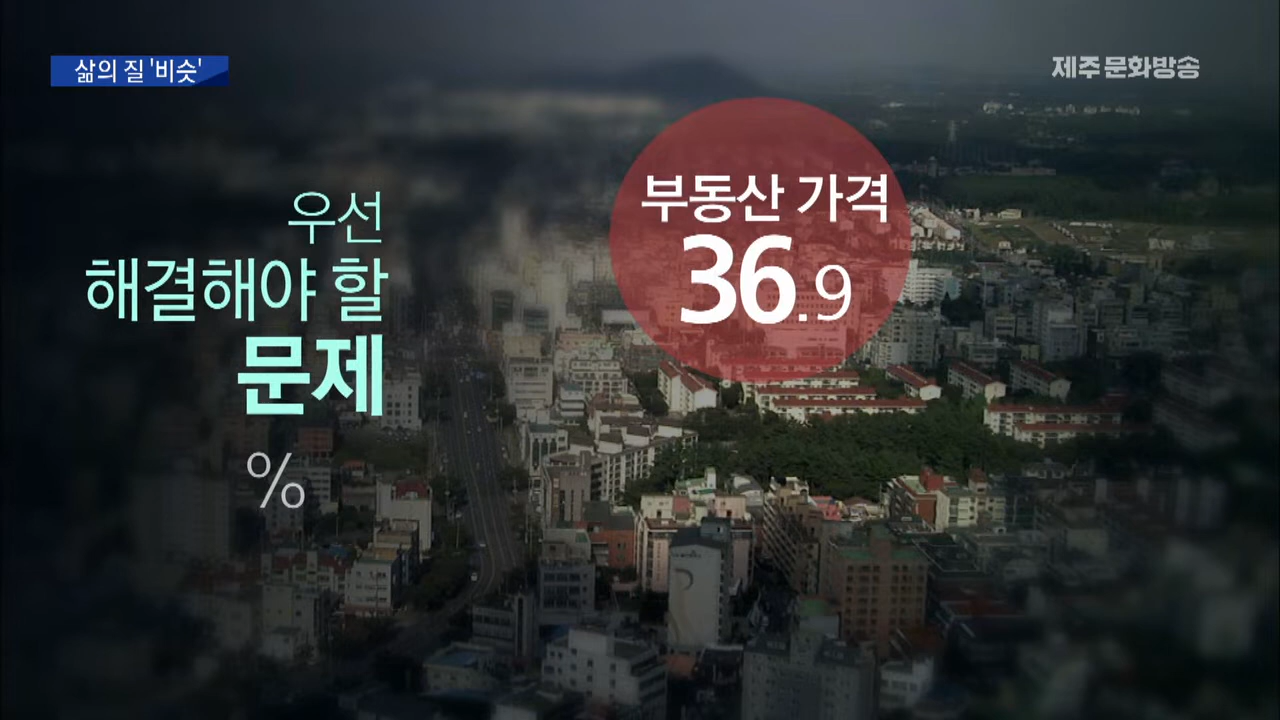 삶의 질 '비슷'
제주문화방송
우선
해결해야 할
문제
%
부동산 가격
36.9